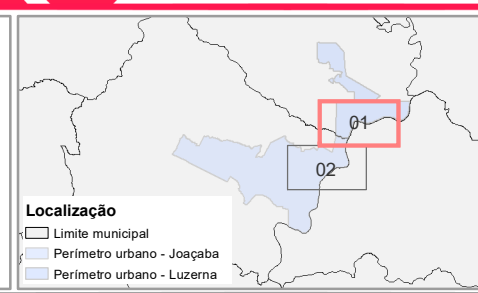 01
02
Localização
Limite municipal
Perímetro urbano - Joaçaba
Perímetro urbano - Luzerna